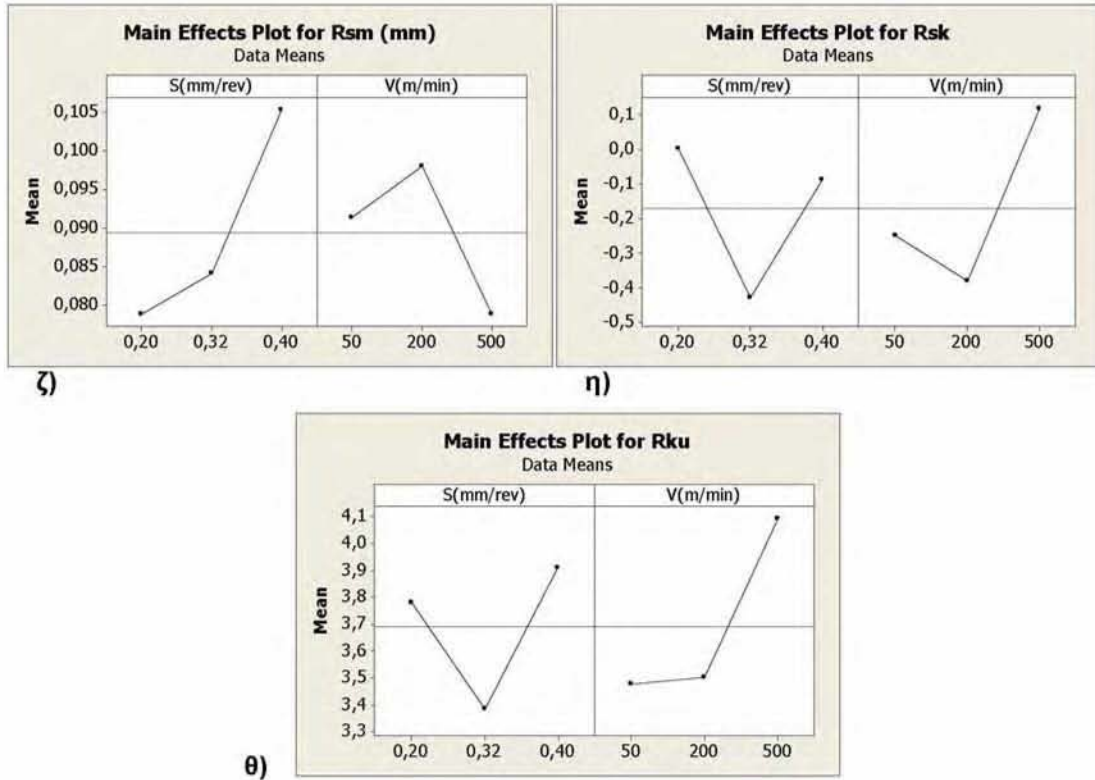 Main Effects Plot for Rsm (mm)
Data Means
S(mm/rev) V(m/min)
Mean
0,105
0,100
0,095
0,090
0,085
0,080
0,20 0,32 0,40 50 200 500
ζ)
Main Effects Plot for Rsk
Data Means
S(mm/rev) V(m/min)
Mean
0,1
0,0
-0,1
-0,2
-0,3
-0,4
-0,5
0,20 0,32 0,40 50 200 500
η)
Main Effects Plot for Rku
Data Means
S(mm/rev) V(m/min)
Mean
4,1
4,0
3,9
3,8
3,7
3,6
3,5
3,4
3,3
0,20 0,32 0,40 50 200 500
θ)